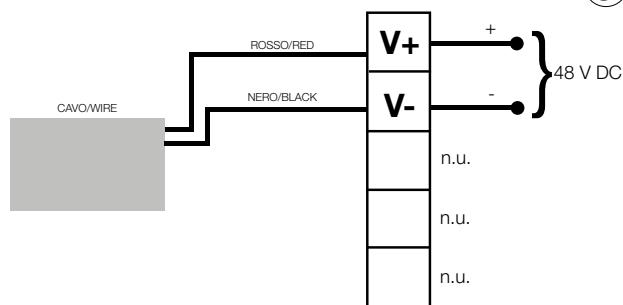 ROSSO/RED
V+
+
NERO/BLACK
V-
-
48 V DC
CAVO/WIRE
n.u.
n.u.
n.u.